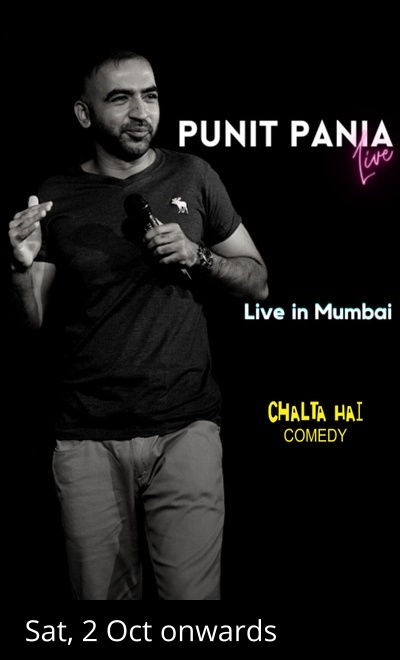 PUNIT PANIA
Live
Live in Mumbai
CHALTA HAI
COMEDY
Sat, 2 Oct onwards